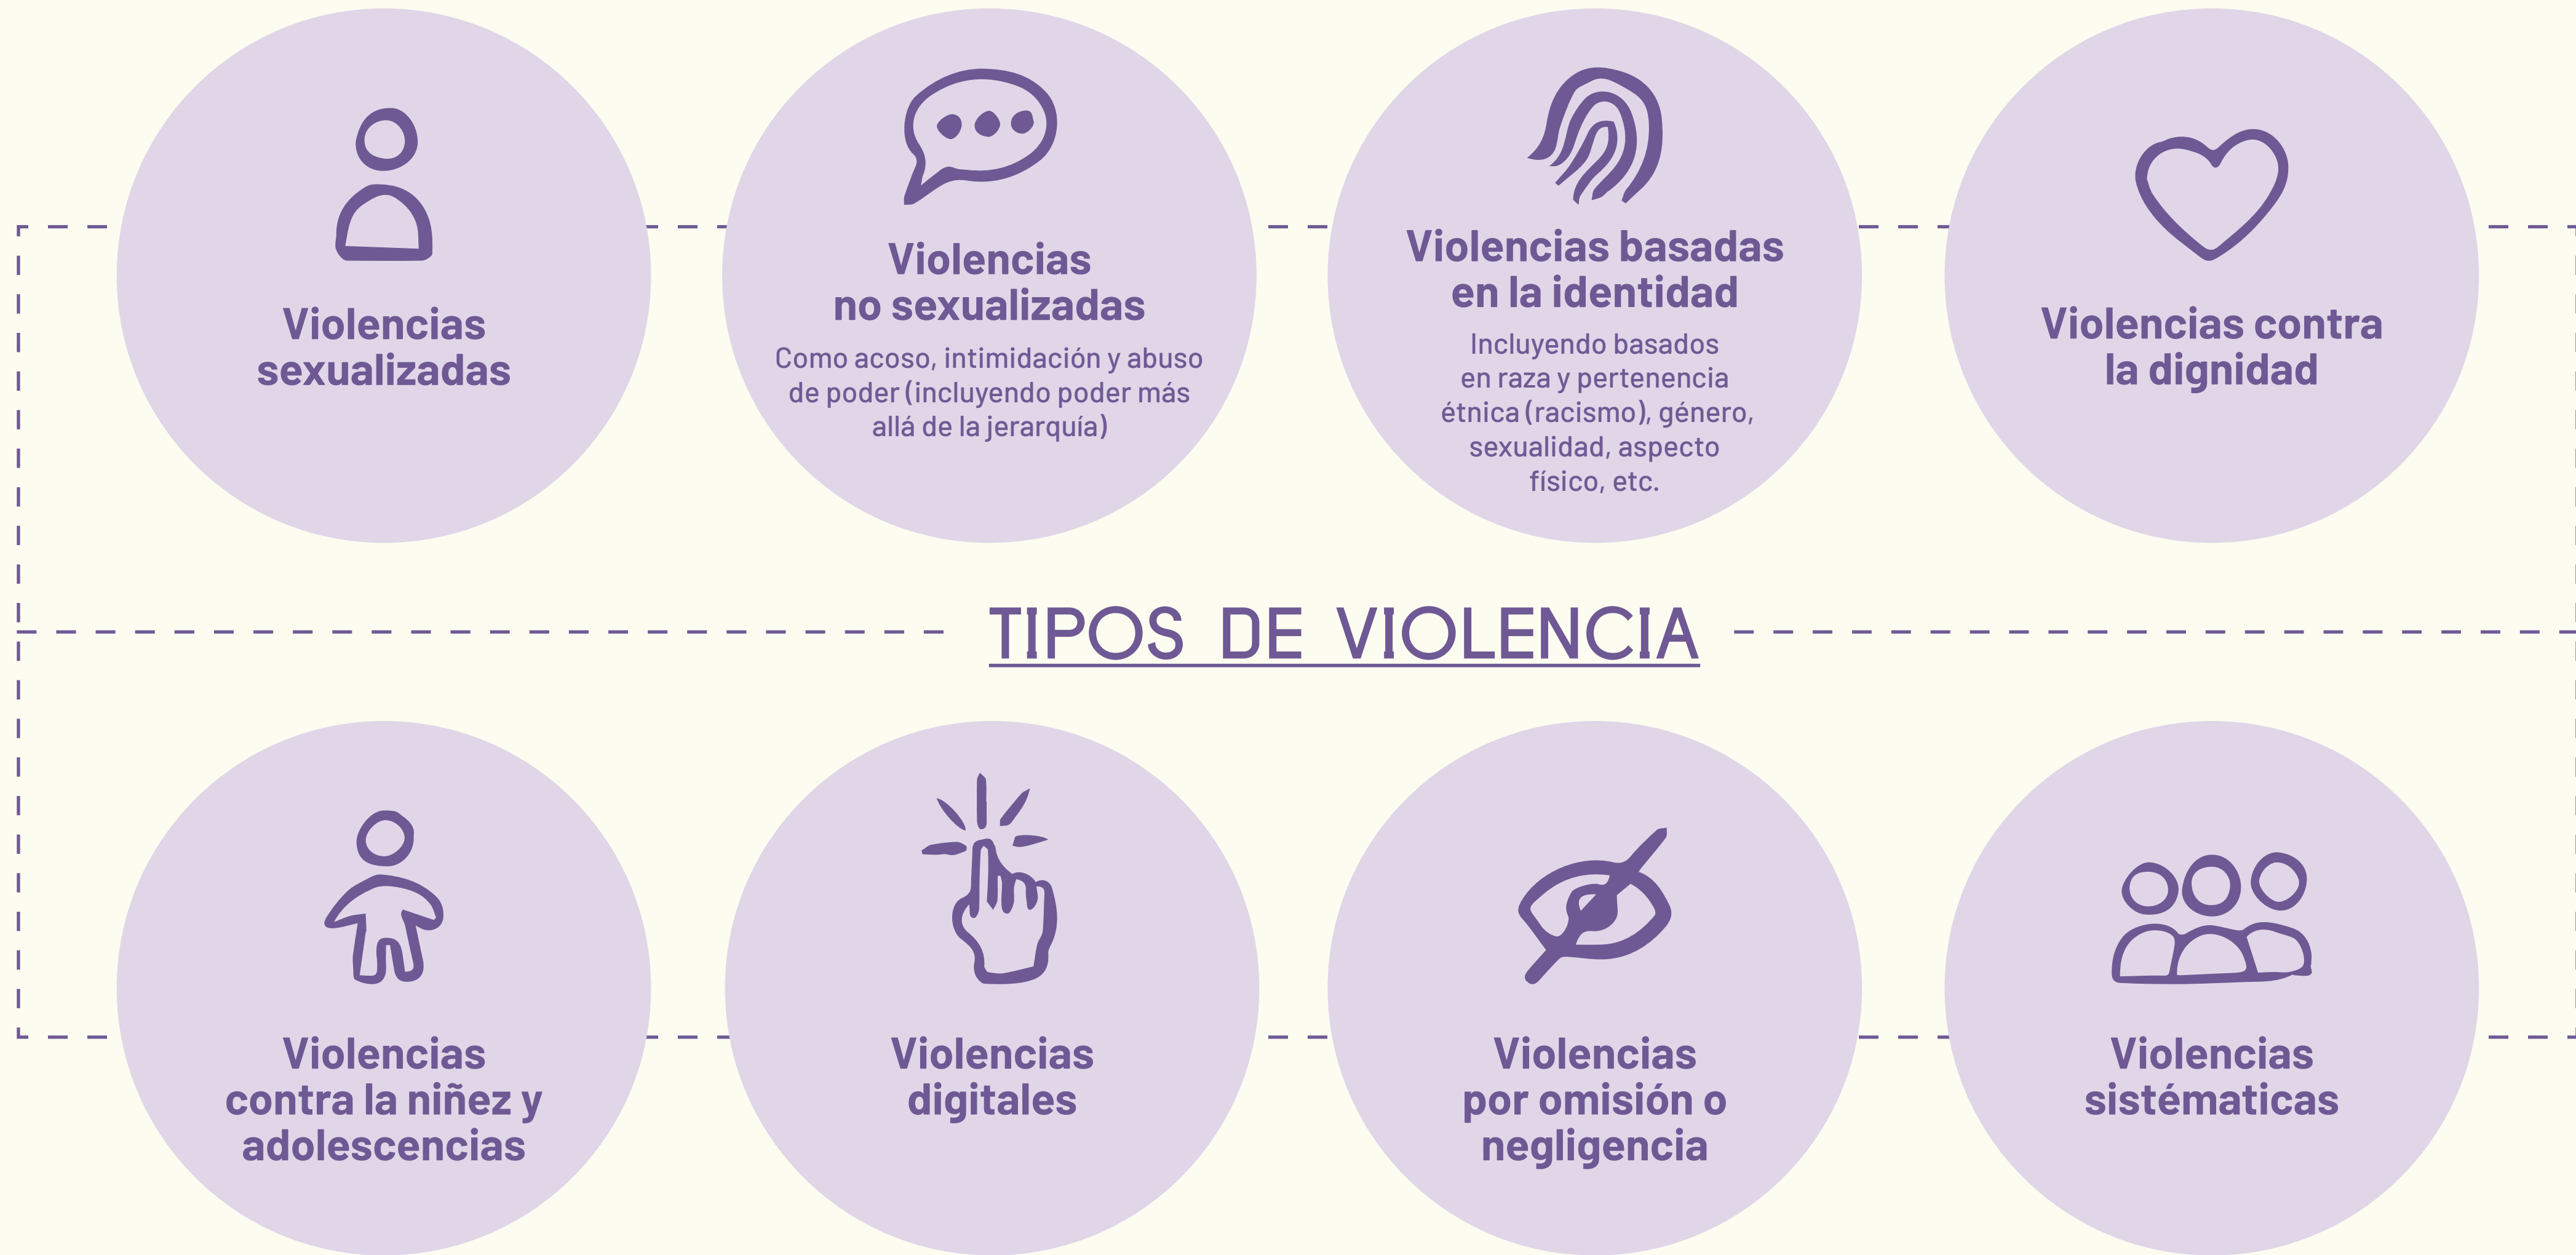 Violencias
sexualizadas
Violencias
no sexualizadas
Como acoso, intimidación y abuso
de poder (incluyendo poder más
allá de la jerarquía)
Violencias basadas
en la identidad
Incluyendo basados
en raza y pertenencia
étnica (racismo), género,
sexualidad, aspecto
físico, etc.
Violencias contra
la dignidad
TIPOS DE VIOLENCIA
Violencias
contra la niñez y
adolescencias
Violencias
digitales
Violencias
por omisión o
negligencia
Violencias
sistématicas